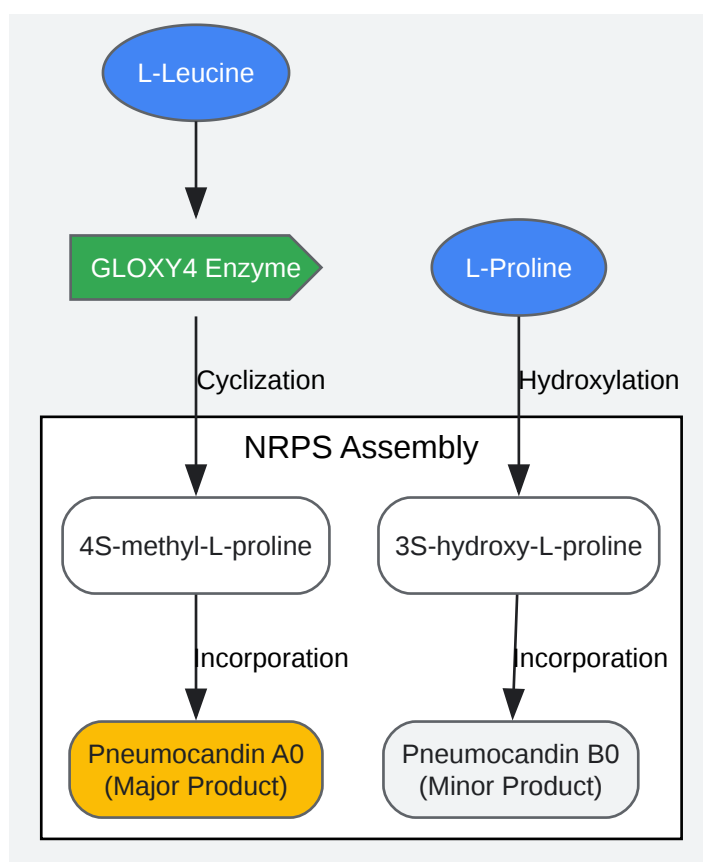 L-Leucine
GLOXY4 Enzyme
L-Proline
Cyclization
Hydroxylation
NRPS Assembly
4S-methyl-L-proline
3S-hydroxy-L-proline
Incorporation
Incorporation
Pneumocandin A0
(Major Product)
Pneumocandin B0
(Minor Product)